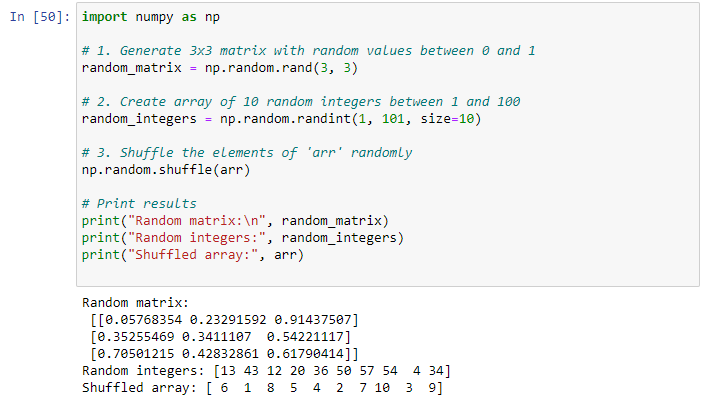 In [50]: import numpy as np
# 1. Generate 3x3 matrix with random values between 0 and 1
random_matrix = np.random.rand(3, 3)
# 2. Create array of 10 random integers between 1 and 100
random_integers = np.random.randint(1, 101, size=10)
# 3. Shuffle the elements of 'arr' randomly
np.random.shuffle(arr)
# Print results
print("Random matrix:\n", random_matrix)
print("Random integers:", random_integers)
print("Shuffled array:", arr)
Random matrix:
 [[0.05768354 0.23291592 0.91437507]
 [0.35255469 0.3411107  0.54221117]
 [0.70501215 0.42832861 0.61790414]]
Random integers: [13 43 12 20 36 50 57 54  4 34]
Shuffled array: [ 6  1  8  5  4  2  7 10  3  9]